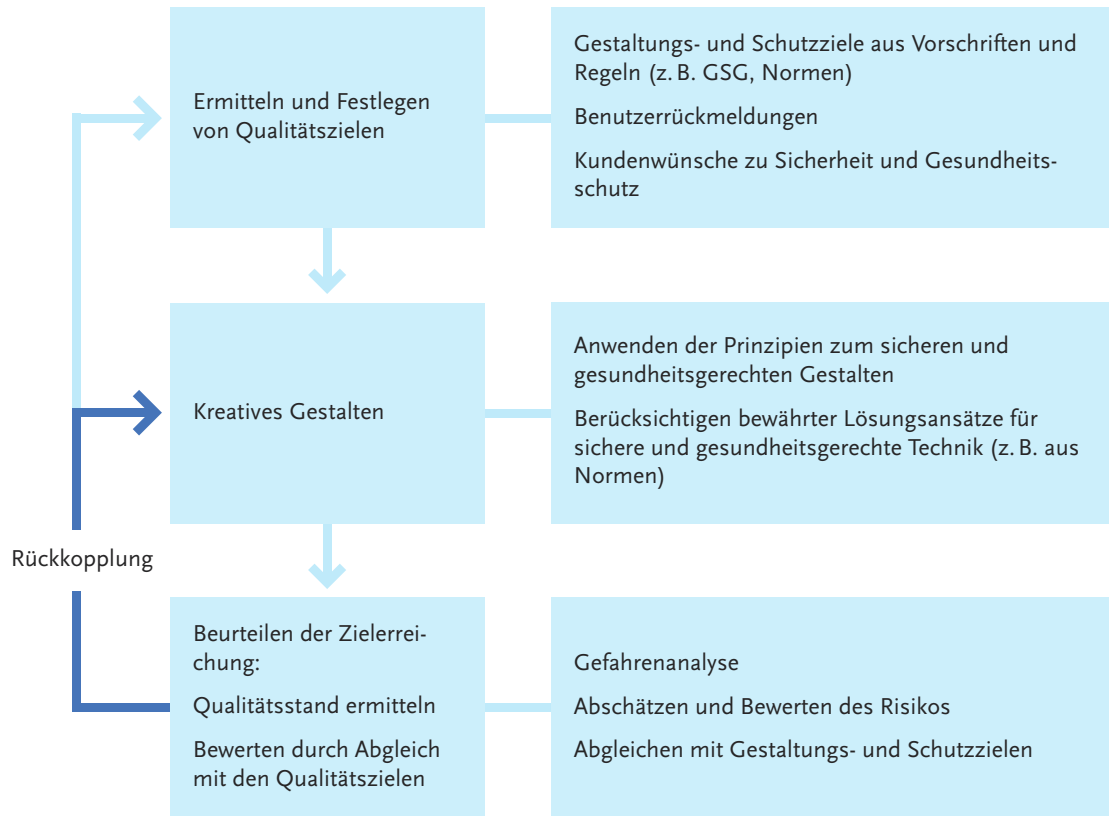 Ermitteln und Festlegen
von Qualitätszielen
Gestaltungs- und Schutzziele aus Vorschriften und
Regeln (z. B. GSG, Normen)
Benutzerrückmeldungen
Kundenwünsche zu Sicherheit und Gesundheits-
schutz
Kreatives Gestalten
Anwenden der Prinzipien zum sicheren und
gesundheitsgerechten Gestalten
Berücksichtigen bewährter Lösungsansätze für
sichere und gesundheitsgerechte Technik (z. B. aus
Normen)
Rückkopplung
Beurteilen der Zielerrei-
chung:
Qualitätsstand ermitteln
Bewerten durch Abgleich
mit den Qualitätszielen
Gefahrenanalyse
Abschätzen und Bewerten des Risikos
Abgleichen mit Gestaltungs- und Schutzzielen